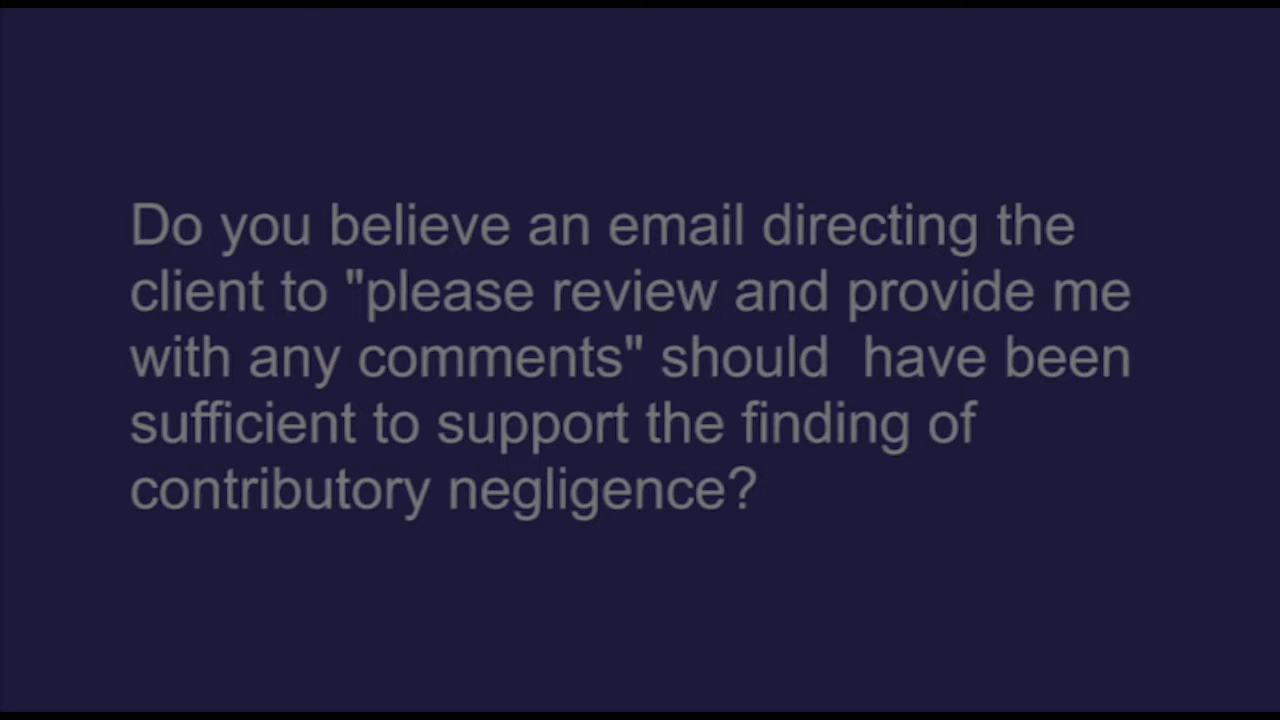 Do you believe an email directing the
client to "please review and provide me
with any comments" should  have been
sufficient to support the finding of
contributory negligence?